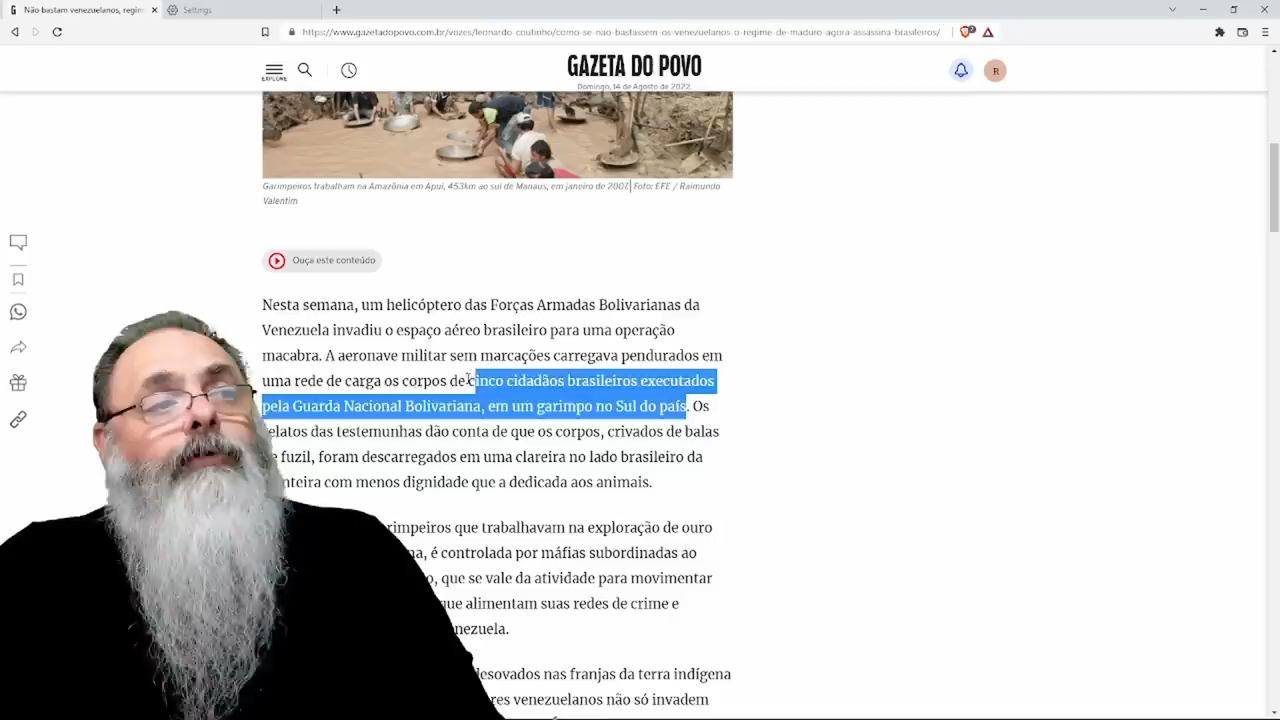 Não bastam venezuelanos, regim
Settings
https://www.gazetadopovo.com.br/vozes/leonardo-coutinho/como-se-nao-bastassem-os-venezuelanos-o-regime-de-maduro-agora-assassina-brasileiros/
EXPLORE
GAZETA DO POVO
R
Domingo, 14 de Agosto de 2022.
Garimpeiros trabalham na Amazônia em Apuí, 453km ao sul de Manaus, em janeiro de 2007.| Foto: EFE / Raimundo
Valentim
Ouça este conteúdo
Nesta semana, um helicóptero das Forças Armadas Bolivarianas da
Venezuela invadiu o espaço aéreo brasileiro para uma operação
macabra. A aeronave militar sem marcações carregava pendurados em
uma rede de carga os corpos de cinco cidadãos brasileiros executados
pela Guarda Nacional Bolivariana, em um garimpo no Sul do país. Os
relatos das testemunhas dão conta de que os corpos, crivados de balas
e fuzil, foram descarregados em uma clareira no lado brasileiro da
nteira com menos dignidade que a dedicada aos animais.
rimpeiros que trabalhavam na exploração de ouro
na, é controlada por máfias subordinadas ao
o, que se vale da atividade para movimentar
que alimentam suas redes de crime e
nezuela.
desovados nas franjas da terra indígena
res venezuelanos não só invadem